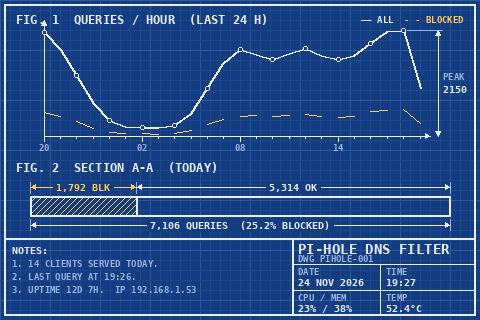 FIG. 1 QUERIES / HOUR (LAST 24 H)
ALL
BLOCKED
PEAK
2150
20 02 08 14
FIG. 2 SECTION A-A (TODAY)
1,792 BLK
5,314 OK
7,106 QUERIES (25.2% BLOCKED)
NOTES:
1. 14 CLIENTS SERVED TODAY.
2. LAST QUERY AT 19:26.
3. UPTIME 12D 7H. IP 192.168.1.53
PI-HOLE DNS FILTER
DWG PIHOLE-001
DATE
24 NOV 2026
TIME
19:27
CPU / MEM
23% / 38%
TEMP
52.4°C